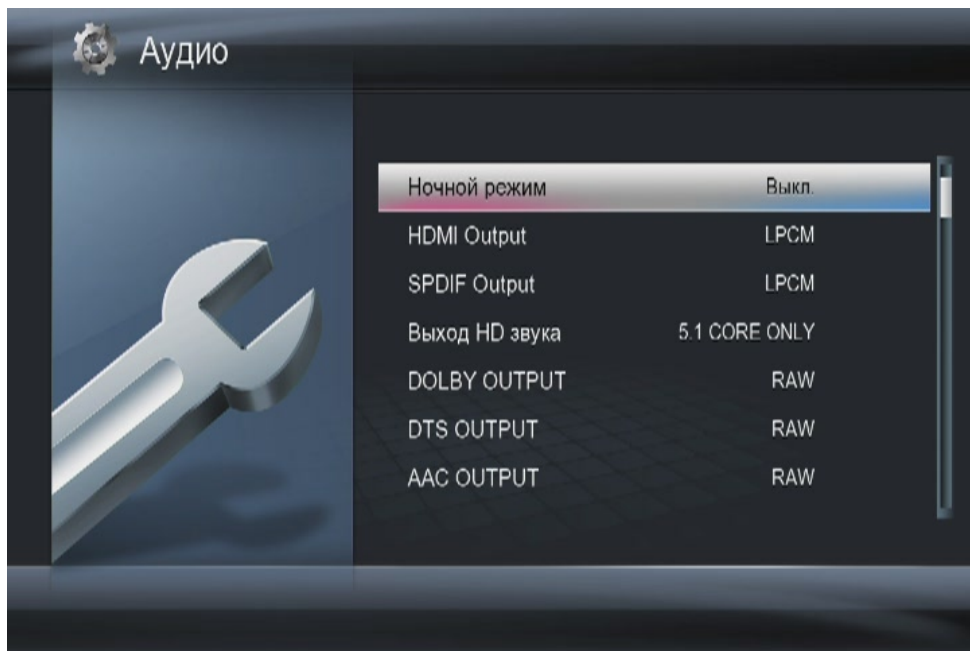 Аудио
Ночной режим Выкл.
HDMI Output LPCM
SPDIF Output LPCM
Выход HD звука 5.1 CORE ONLY
DOLBY OUTPUT RAW
DTS OUTPUT RAW
AAC OUTPUT RAW